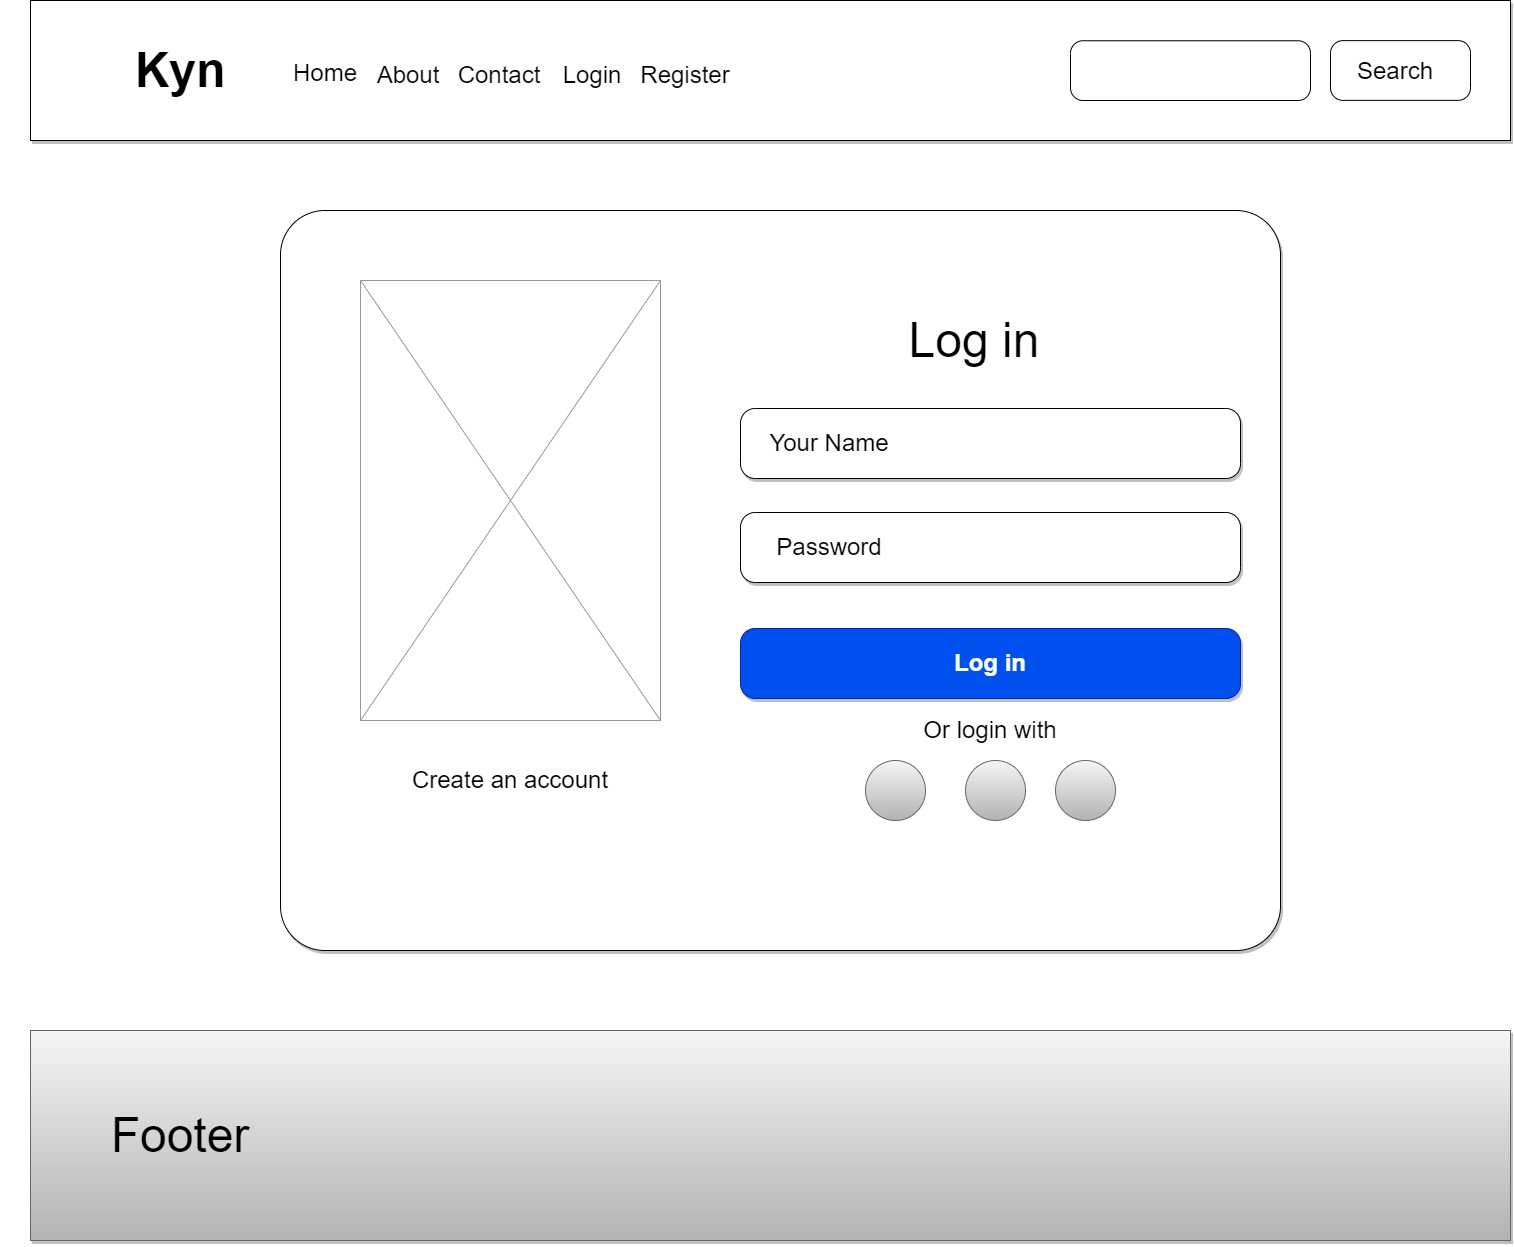 Kyn
Home About Contact Login Register
Search
Log in
Your Name
Password
Log in
Or login with
Create an account
Footer